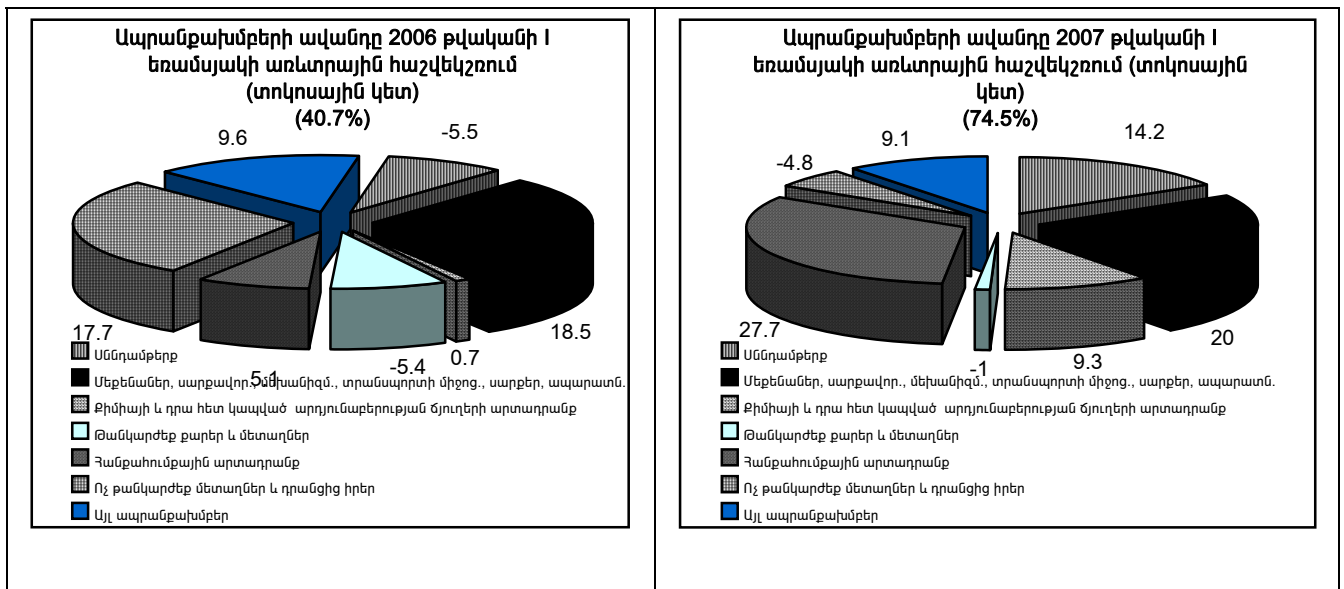 Ապրանքախմբերի ավանդը 2006 թվականի I
եռամսյակի առևտրային հաշվեկշռում
(տոկոսային կետ)
(40.7%)
9.6
-5.5
17.7
18.5
5.1
-5.4
0.7
Սննդամթերք
Մեքենաներ, սարքավոր., մեխանիզմ., տրանսպորտի միջոց., սարքեր, ապարատն.
Քիմիայի և դրա հետ կապված արդյունաբերության ճյուղերի արտադրանք
Թանկարժեք քարեր և մետաղներ
Հանքահումքային արտադրանք
Ոչ թանկարժեք մետաղներ և դրանցից իրեր
Այլ ապրանքախմբեր
Ապրանքախմբերի ավանդը 2007 թվականի I
եռամսյակի առևտրային հաշվեկշռում (տոկոսային
կետ)
(74.5%)
-4.8
9.1
14.2
27.7
20
-1
9.3
Սննդամթերք
Մեքենաներ, սարքավոր., մեխանիզմ., տրանսպորտի միջոց., սարքեր, ապարատն.
Քիմիայի և դրա հետ կապված արդյունաբերության ճյուղերի արտադրանք
Թանկարժեք քարեր և մետաղներ
Հանքահումքային արտադրանք
Ոչ թանկարժեք մետաղներ և դրանցից իրեր
Այլ ապրանքախմբեր